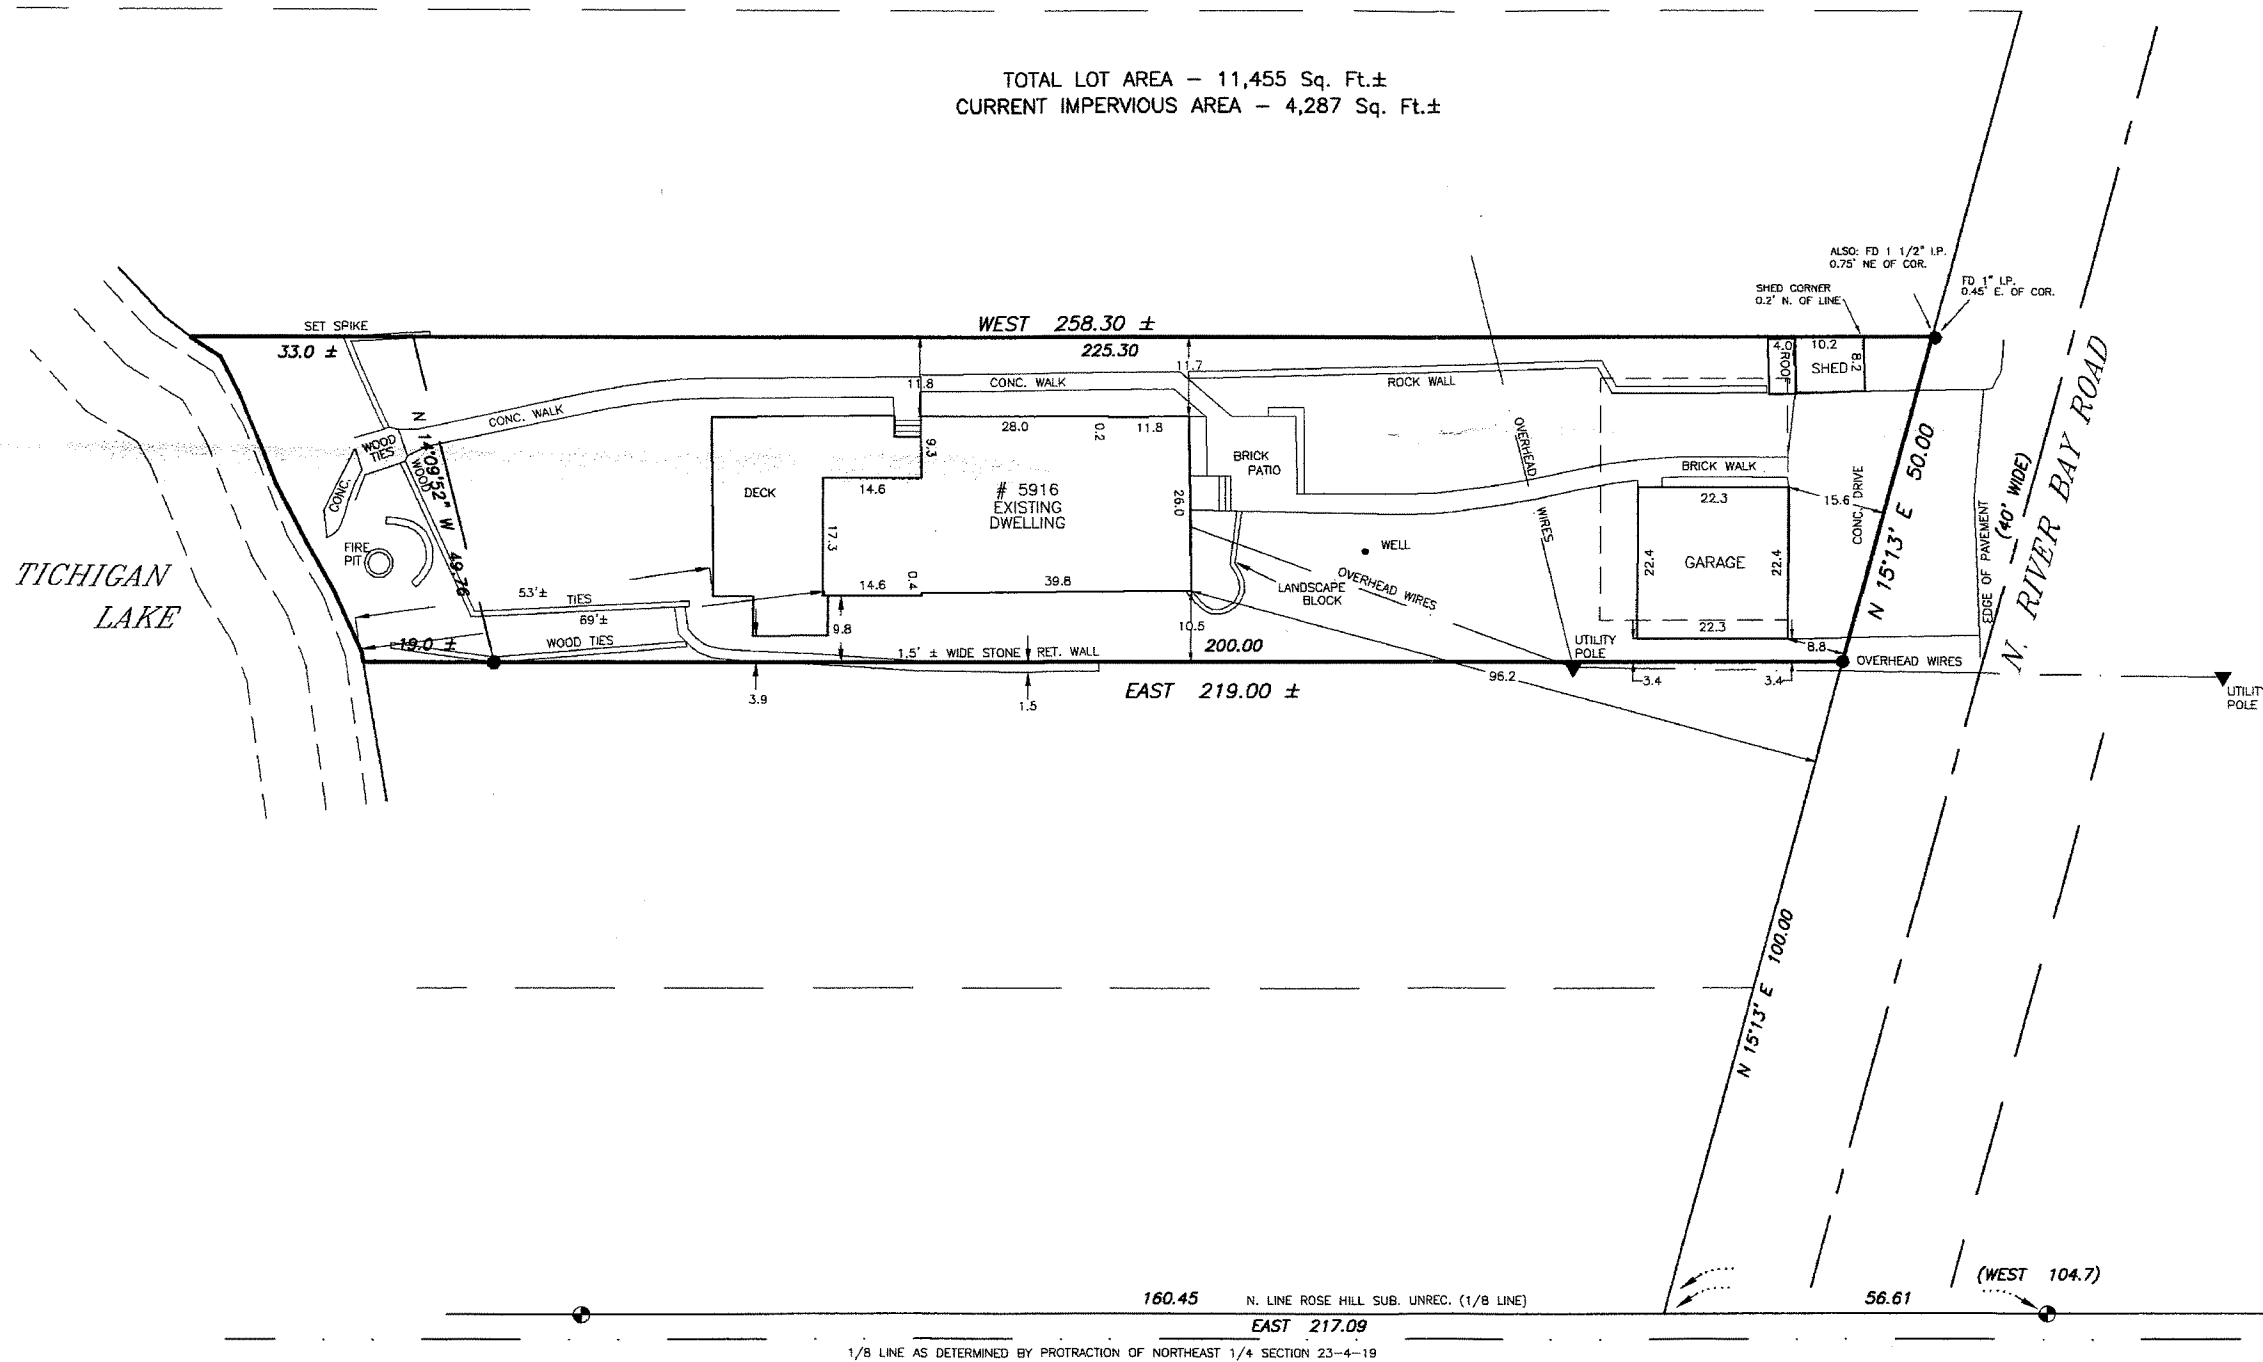 TOTAL LOT AREA – 11,455 Sq. Ft.±
CURRENT IMPERVIOUS AREA – 4,287 Sq. Ft.±
ALSO: FD 1 1/2" I.P.
0.75' NE OF COR.
FD 1" I.P.
0.45' E. OF COR.
SHED CORNER
0.2' N. OF LINE
SET SPIKE
WEST 258.30 ±
33.0 ±
225.30
11.8
11.7
CONC. WALK
ROCK WALL
4.0
ROOF
10.2
SHED
8.2
CONC. WALK
N 14°09'52" W
49.76
WOOD
TIES
WOOD
CONC.
FIRE
PIT
TICHIGAN
LAKE
DECK
9.3
28.0
0.2
11.8
14.6
# 5916
EXISTING
DWELLING
26.0
17.3
14.6
0.4
39.8
BRICK
PATIO
OVERHEAD
WIRES
BRICK WALK
22.3
22.4
GARAGE
22.4
22.3
15.6
CONC. DRIVE
N 15°13' E 50.00
EDGE OF PAVEMENT
(40' WIDE)
N. RIVER BAY ROAD
WELL
OVERHEAD WIRES
LANDSCAPE
BLOCK
53'±
TIES
69'±
WOOD TIES
19.0 ±
9.8
1.5' ± WIDE STONE RET. WALL
10.5
200.00
UTILITY
POLE
8.8
OVERHEAD WIRES
3.9
1.5
EAST 219.00 ±
96.2
3.4
3.4
UTILIT
POLE
N 15°13' E 100.00
(WEST 104.7)
160.45
N. LINE ROSE HILL SUB. UNREC. (1/8 LINE)
56.61
EAST 217.09
1/8 LINE AS DETERMINED BY PROTRACTION OF NORTHEAST 1/4 SECTION 23-4-19